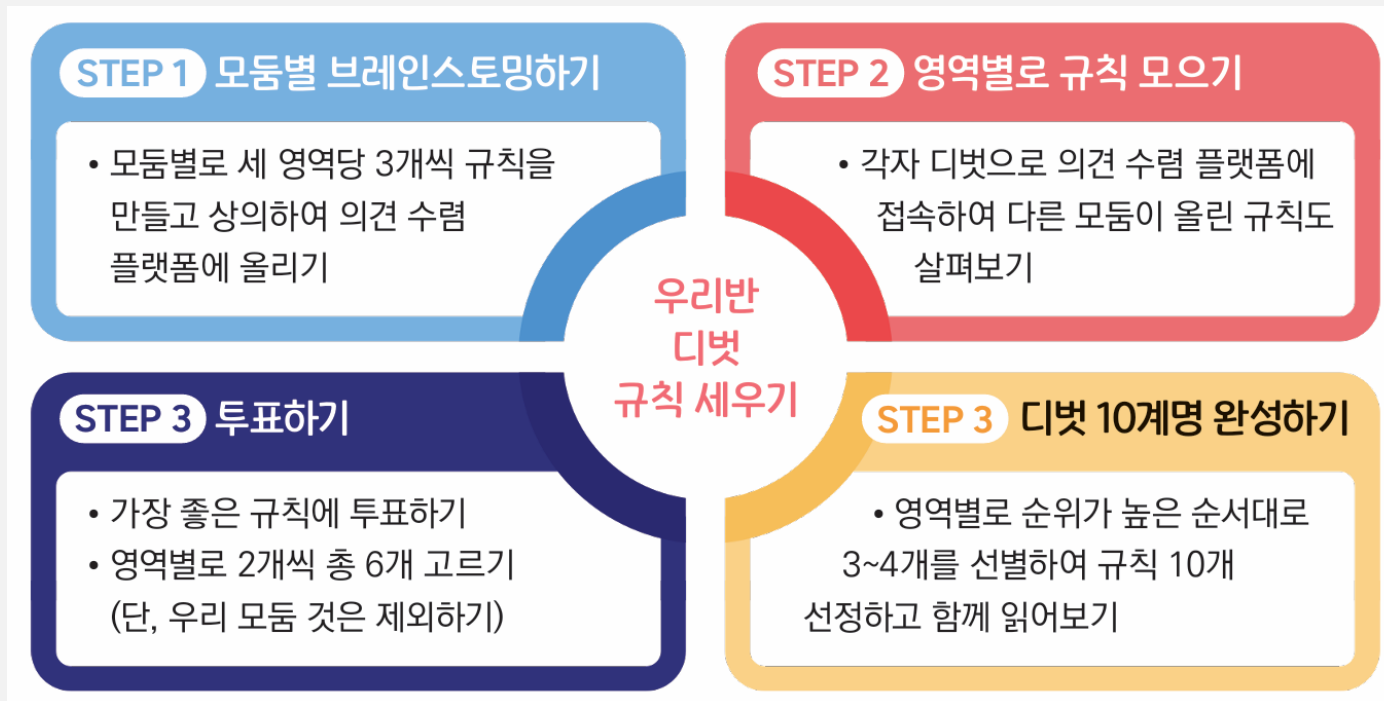 STEP 1 모둠별 브레인스토밍하기
• 모둠별로 세 영역당 3개씩 규칙을
만들고 상의하여 의견 수렴
플랫폼에 올리기
STEP 2 영역별로 규칙 모으기
• 각자 디벗으로 의견 수렴 플랫폼에
접속하여 다른 모둠이 올린 규칙도
살펴보기
우리반
디벗
규칙 세우기
STEP 3 투표하기
• 가장 좋은 규칙에 투표하기
• 영역별로 2개씩 총 6개 고르기
(단, 우리 모둠 것은 제외하기)
STEP 3 디벗 10계명 완성하기
• 영역별로 순위가 높은 순서대로
3~4개를 선별하여 규칙 10개
선정하고 함께 읽어보기